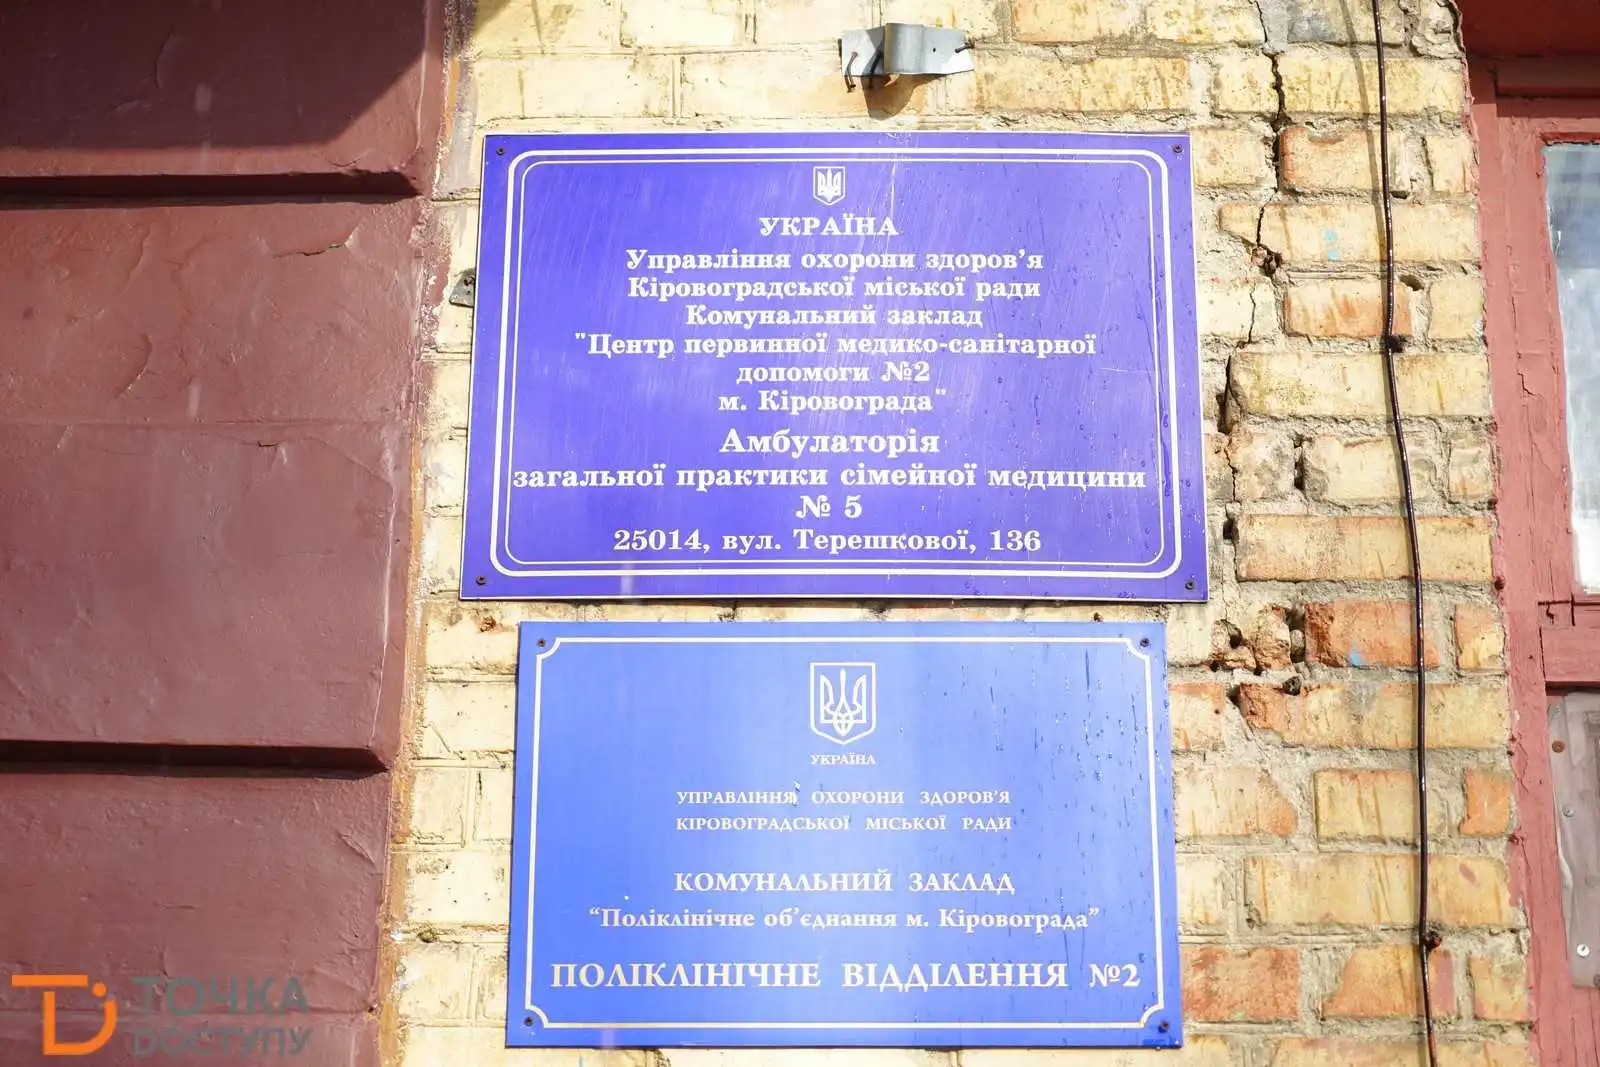 УКРАЇНА
Управління охорони здоров'я
Кіровоградської міської ради
Комунальний заклад
"Центр первинної медико-санітарної
допомоги №2
м. Кіровограда"
Амбулаторія
загальної практики сімейної медицини
№ 5
25014, вул. Терешкової, 136
УКРАЇНА
УПРАВЛІННЯ ОХОРОНИ ЗДОРОВ'Я
КІРОВОГРАДСЬКОЇ МІСЬКОЇ РАДИ
КОМУНАЛЬНИЙ ЗАКЛАД
“Поліклінічне об’єднання м. Кіровограда”
ПОЛІКЛІНІЧНЕ ВІДДІЛЕННЯ №2
ТОЧКА
DОСТУПУ